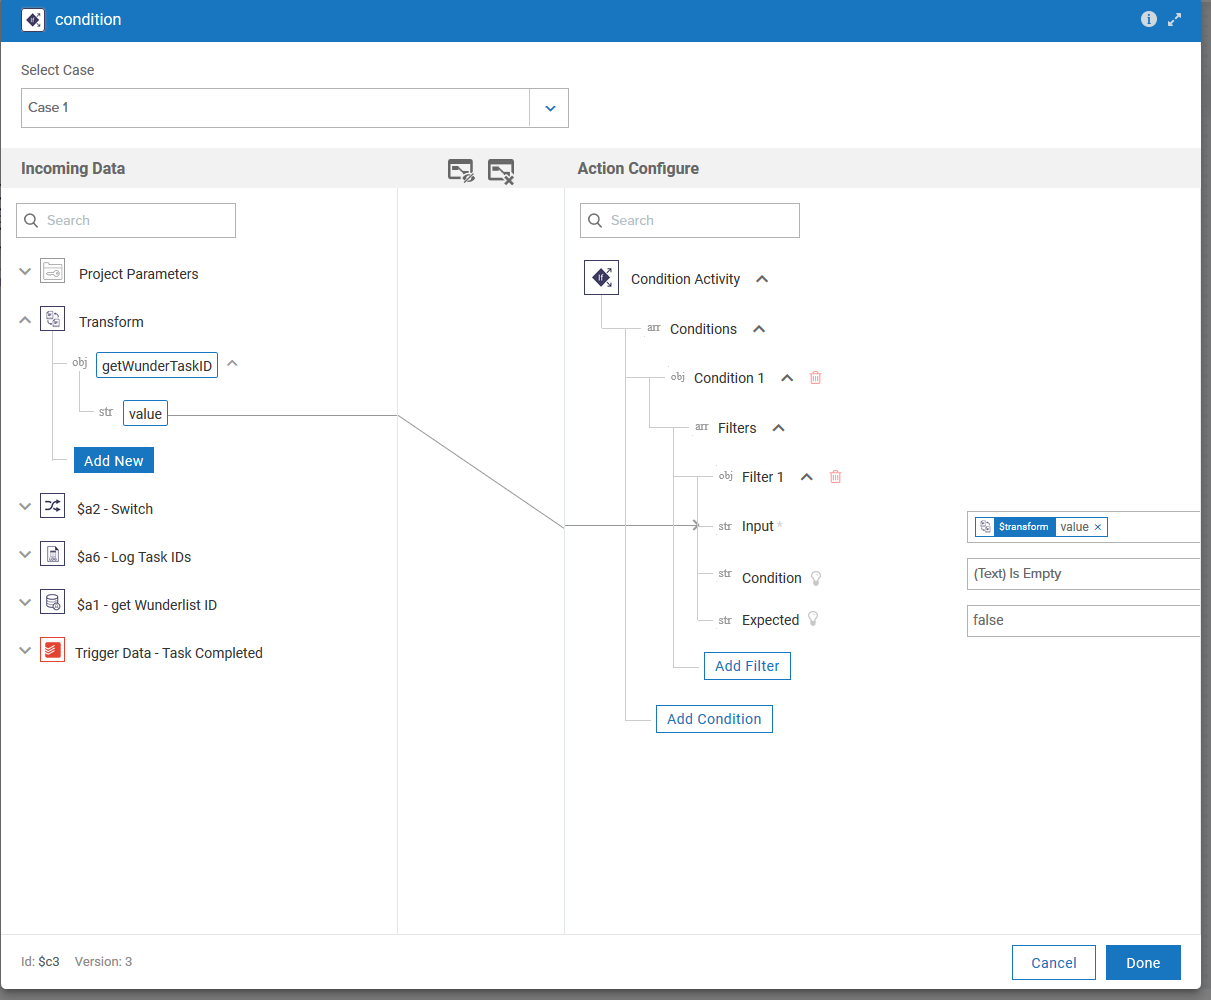 condition
Select Case
Case 1
Incoming Data
Action Configure
Search
Search
Project Parameters
Transform
obj getWunderTaskID
str value
Add New
$a2 - Switch
$a6 - Log Task IDs
$a1 - get Wunderlist ID
Trigger Data - Task Completed
If Condition Activity
arr Conditions
obj Condition 1
arr Filters
obj Filter 1
str Input * $transform value ×
str Condition (Text) Is Empty
str Expected false
Add Filter
Add Condition
Id: $c3 Version: 3
Cancel Done